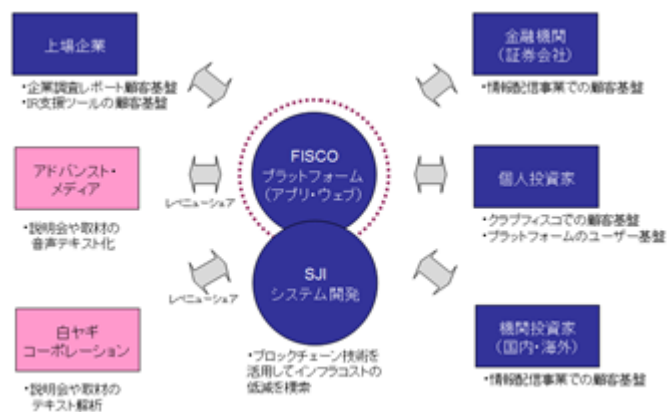 上場企業
・企業調査レポート顧客基盤
・IR支援ツールの顧客基盤
アドバンスト・
メディア
・説明会や取材の
音声テキスト化
白ヤギ
コーポレーション
・説明会や取材の
テキスト解析
レベニューシェア
レベニューシェア
FISCO
プラットフォーム
(アプリ・ウェブ)
SJI
システム開発
・ブロックチェーン技術を
活用してインフラコストの
低減を模索
金融機関
(証券会社)
・情報配信事業での顧客基盤
個人投資家
・クラブフィスコでの顧客基盤
・プラットフォームのユーザー基盤
機関投資家
(国内・海外)
・情報配信事業での顧客基盤